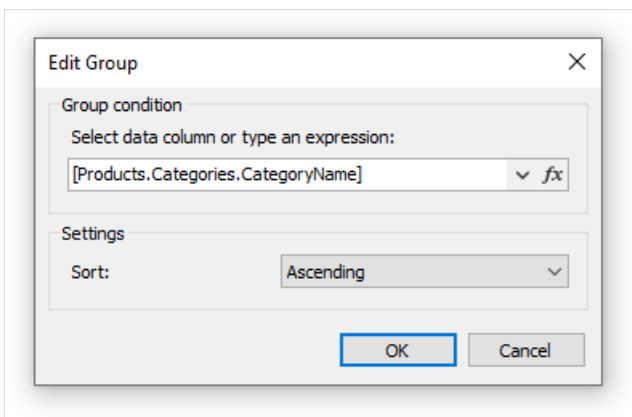 Edit Group
Group condition
Select data column or type an expression:
[Products.Categories.CategoryName]
fx
Settings
Sort: Ascending
OK Cancel